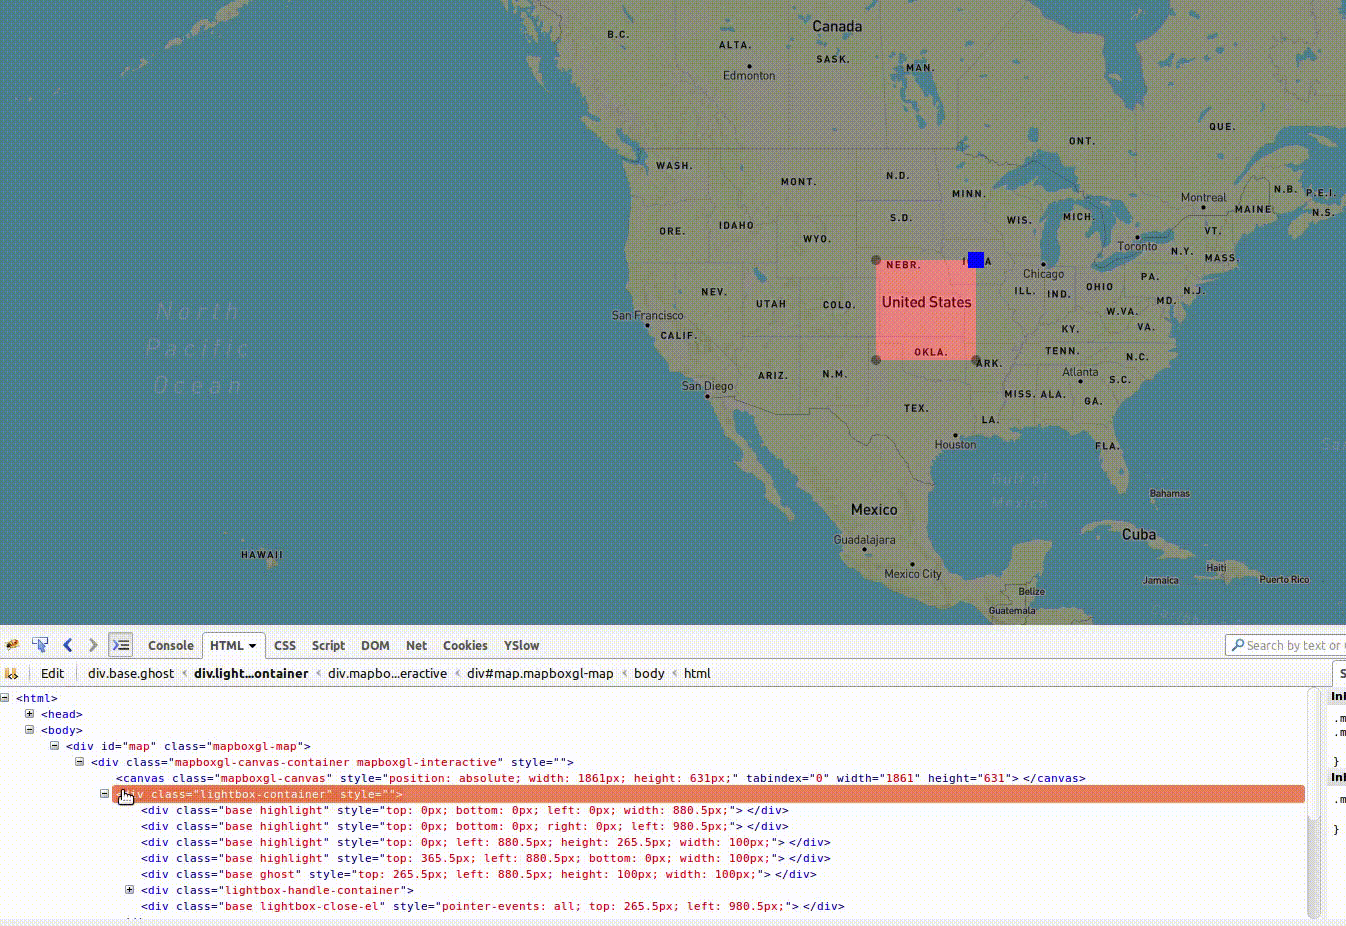 Canada
B.C.
ALTA.
SASK.
MAN.
Edmonton
ONT.
QUE.
WASH.
MONT.
N.D.
MINN.
N.B.
P.E.I.
Montreal
MAINE
N.S.
ORE.
IDAHO
WYO.
S.D.
WIS.
MICH.
Toronto
VT.
N.Y.
MASS.
NEBR.
Chicago
PA.
NEV.
UTAH
COLO.
United States
ILL.
IND.
OHIO
N.J.
MD.
W.VA.
VA.
KY.
North
Pacific
Ocean
San Francisco
CALIF.
OKLA.
ARK.
TENN.
N.C.
ARIZ.
N.M.
Atlanta
S.C.
San Diego
TEX.
MISS.
ALA.
GA.
LA.
Houston
FLA.
Gulf of
Mexico
Bahamas
Mexico
Cuba
Guadalajara
Mexico City
HAWAII
Haiti
Jamaica
Puerto Rico
Belize
Guatemala
Console HTML CSS Script DOM Net Cookies YSlow
Search by text or
Edit div.base.ghost div.light...ontainer div.mapbo...eractive div#map.mapboxgl-map body html
<html>
<head>
<body>
<div id="map" class="mapboxgl-map">
<div class="mapboxgl-canvas-container mapboxgl-interactive" style="">
<canvas class="mapboxgl-canvas" style="position: absolute; width: 1861px; height: 631px;" tabindex="0" width="1861" height="631"> </canvas>
class="lightbox-container" style="">
<div class="base highlight" style="top: 0px; bottom: 0px; left: 0px; width: 880.5px;"> </div>
<div class="base highlight" style="top: 0px; bottom: 0px; right: 0px; left: 980.5px;"> </div>
<div class="base highlight" style="top: 0px; left: 880.5px; height: 265.5px; width: 100px;"> </div>
<div class="base highlight" style="top: 365.5px; left: 880.5px; bottom: 0px; width: 100px;"> </div>
<div class="base ghost" style="top: 265.5px; left: 880.5px; height: 100px; width: 100px;"> </div>
<div class="lightbox-handle-container">
<div class="base lightbox-close-el" style="pointer-events: all; top: 265.5px; left: 980.5px;"> </div>